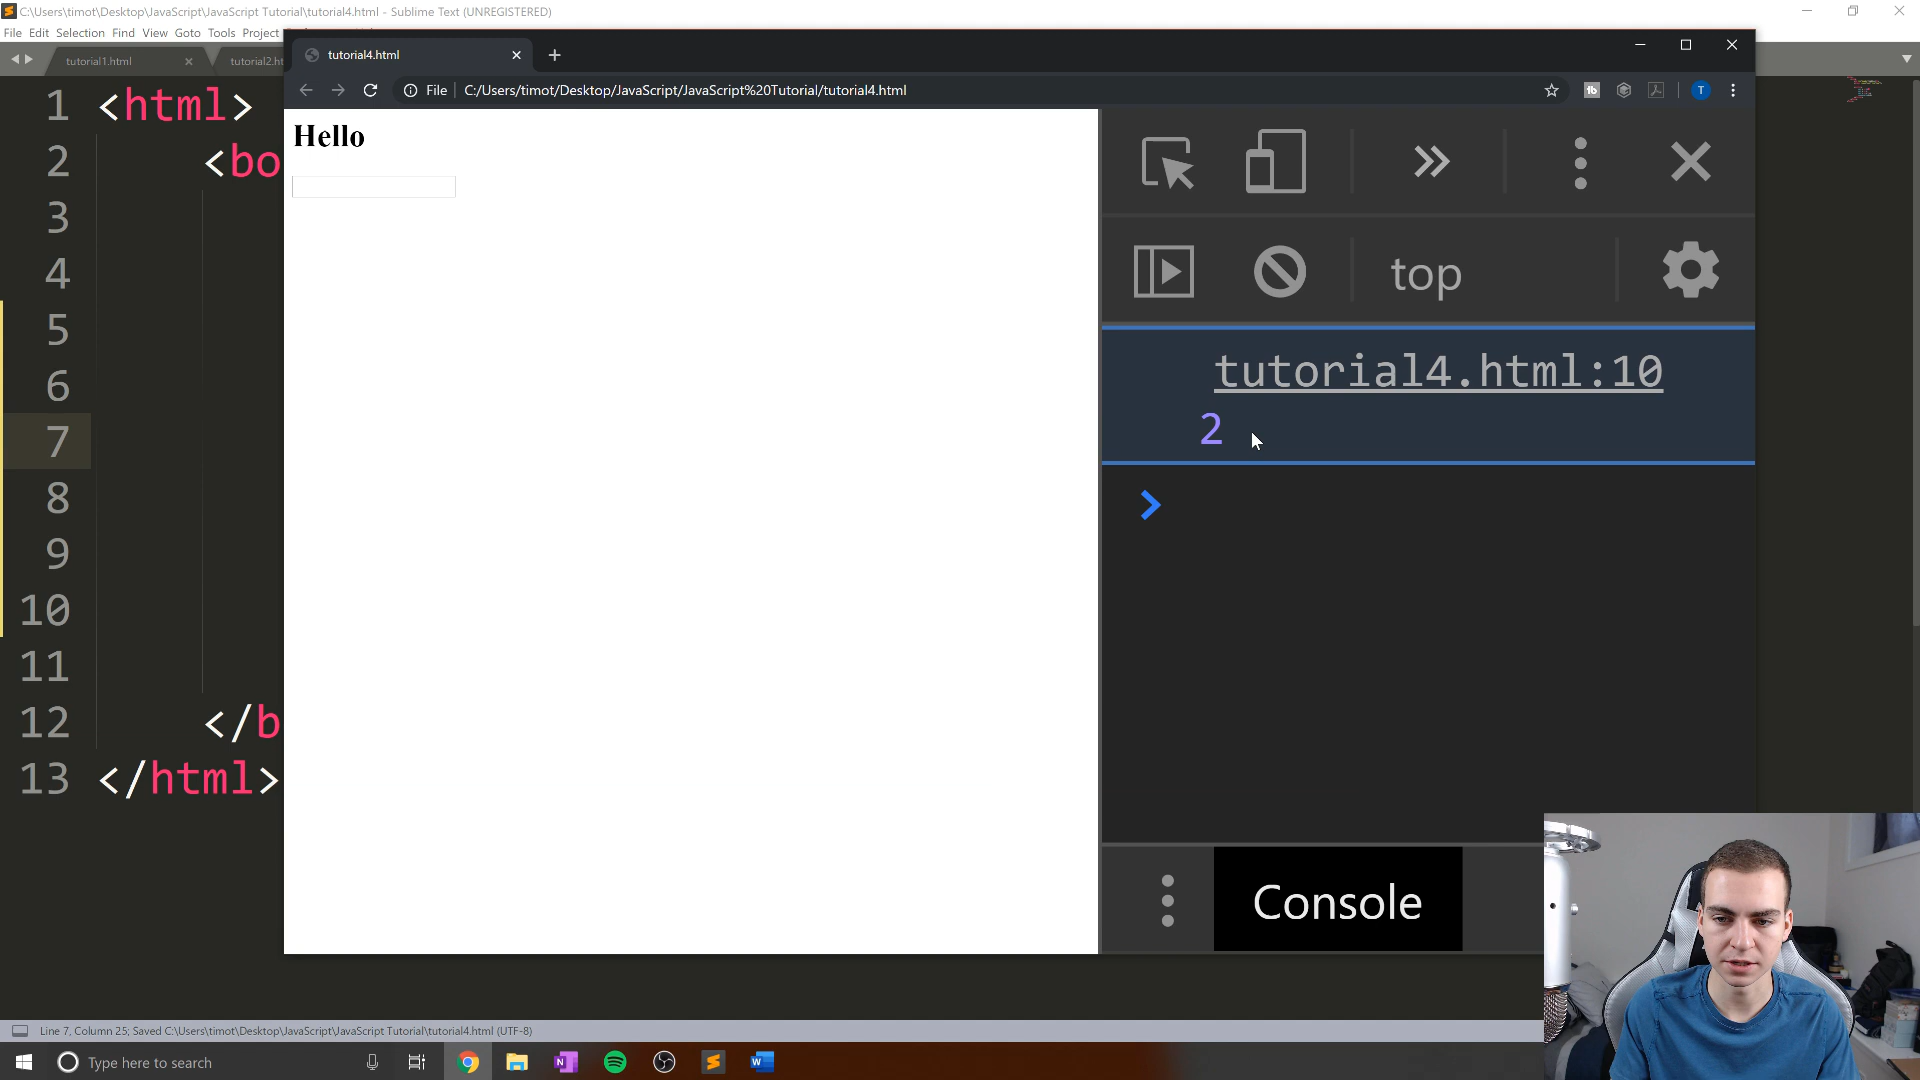 C:\Users\timot\Desktop\JavaScript\JavaScript Tutorial\tutorial4.html - Sublime Text (UNREGISTERED)
File Edit Selection Find View Goto Tools Project
tutorial1.html
tutorial2.ht
tutorial4.html
File C:/Users/timot/Desktop/JavaScript/JavaScript%20Tutorial/tutorial4.html
T
1 <html>
2 <bo
3
4
5
6
7
8
9
10
11
12 </b
13 </html>
Hello
top
tutorial4.html:10
2
Console
Line 7, Column 25; Saved C:\Users\timot\Desktop\JavaScript\JavaScript Tutorial\tutorial4.html (UTF-8)
Type here to search